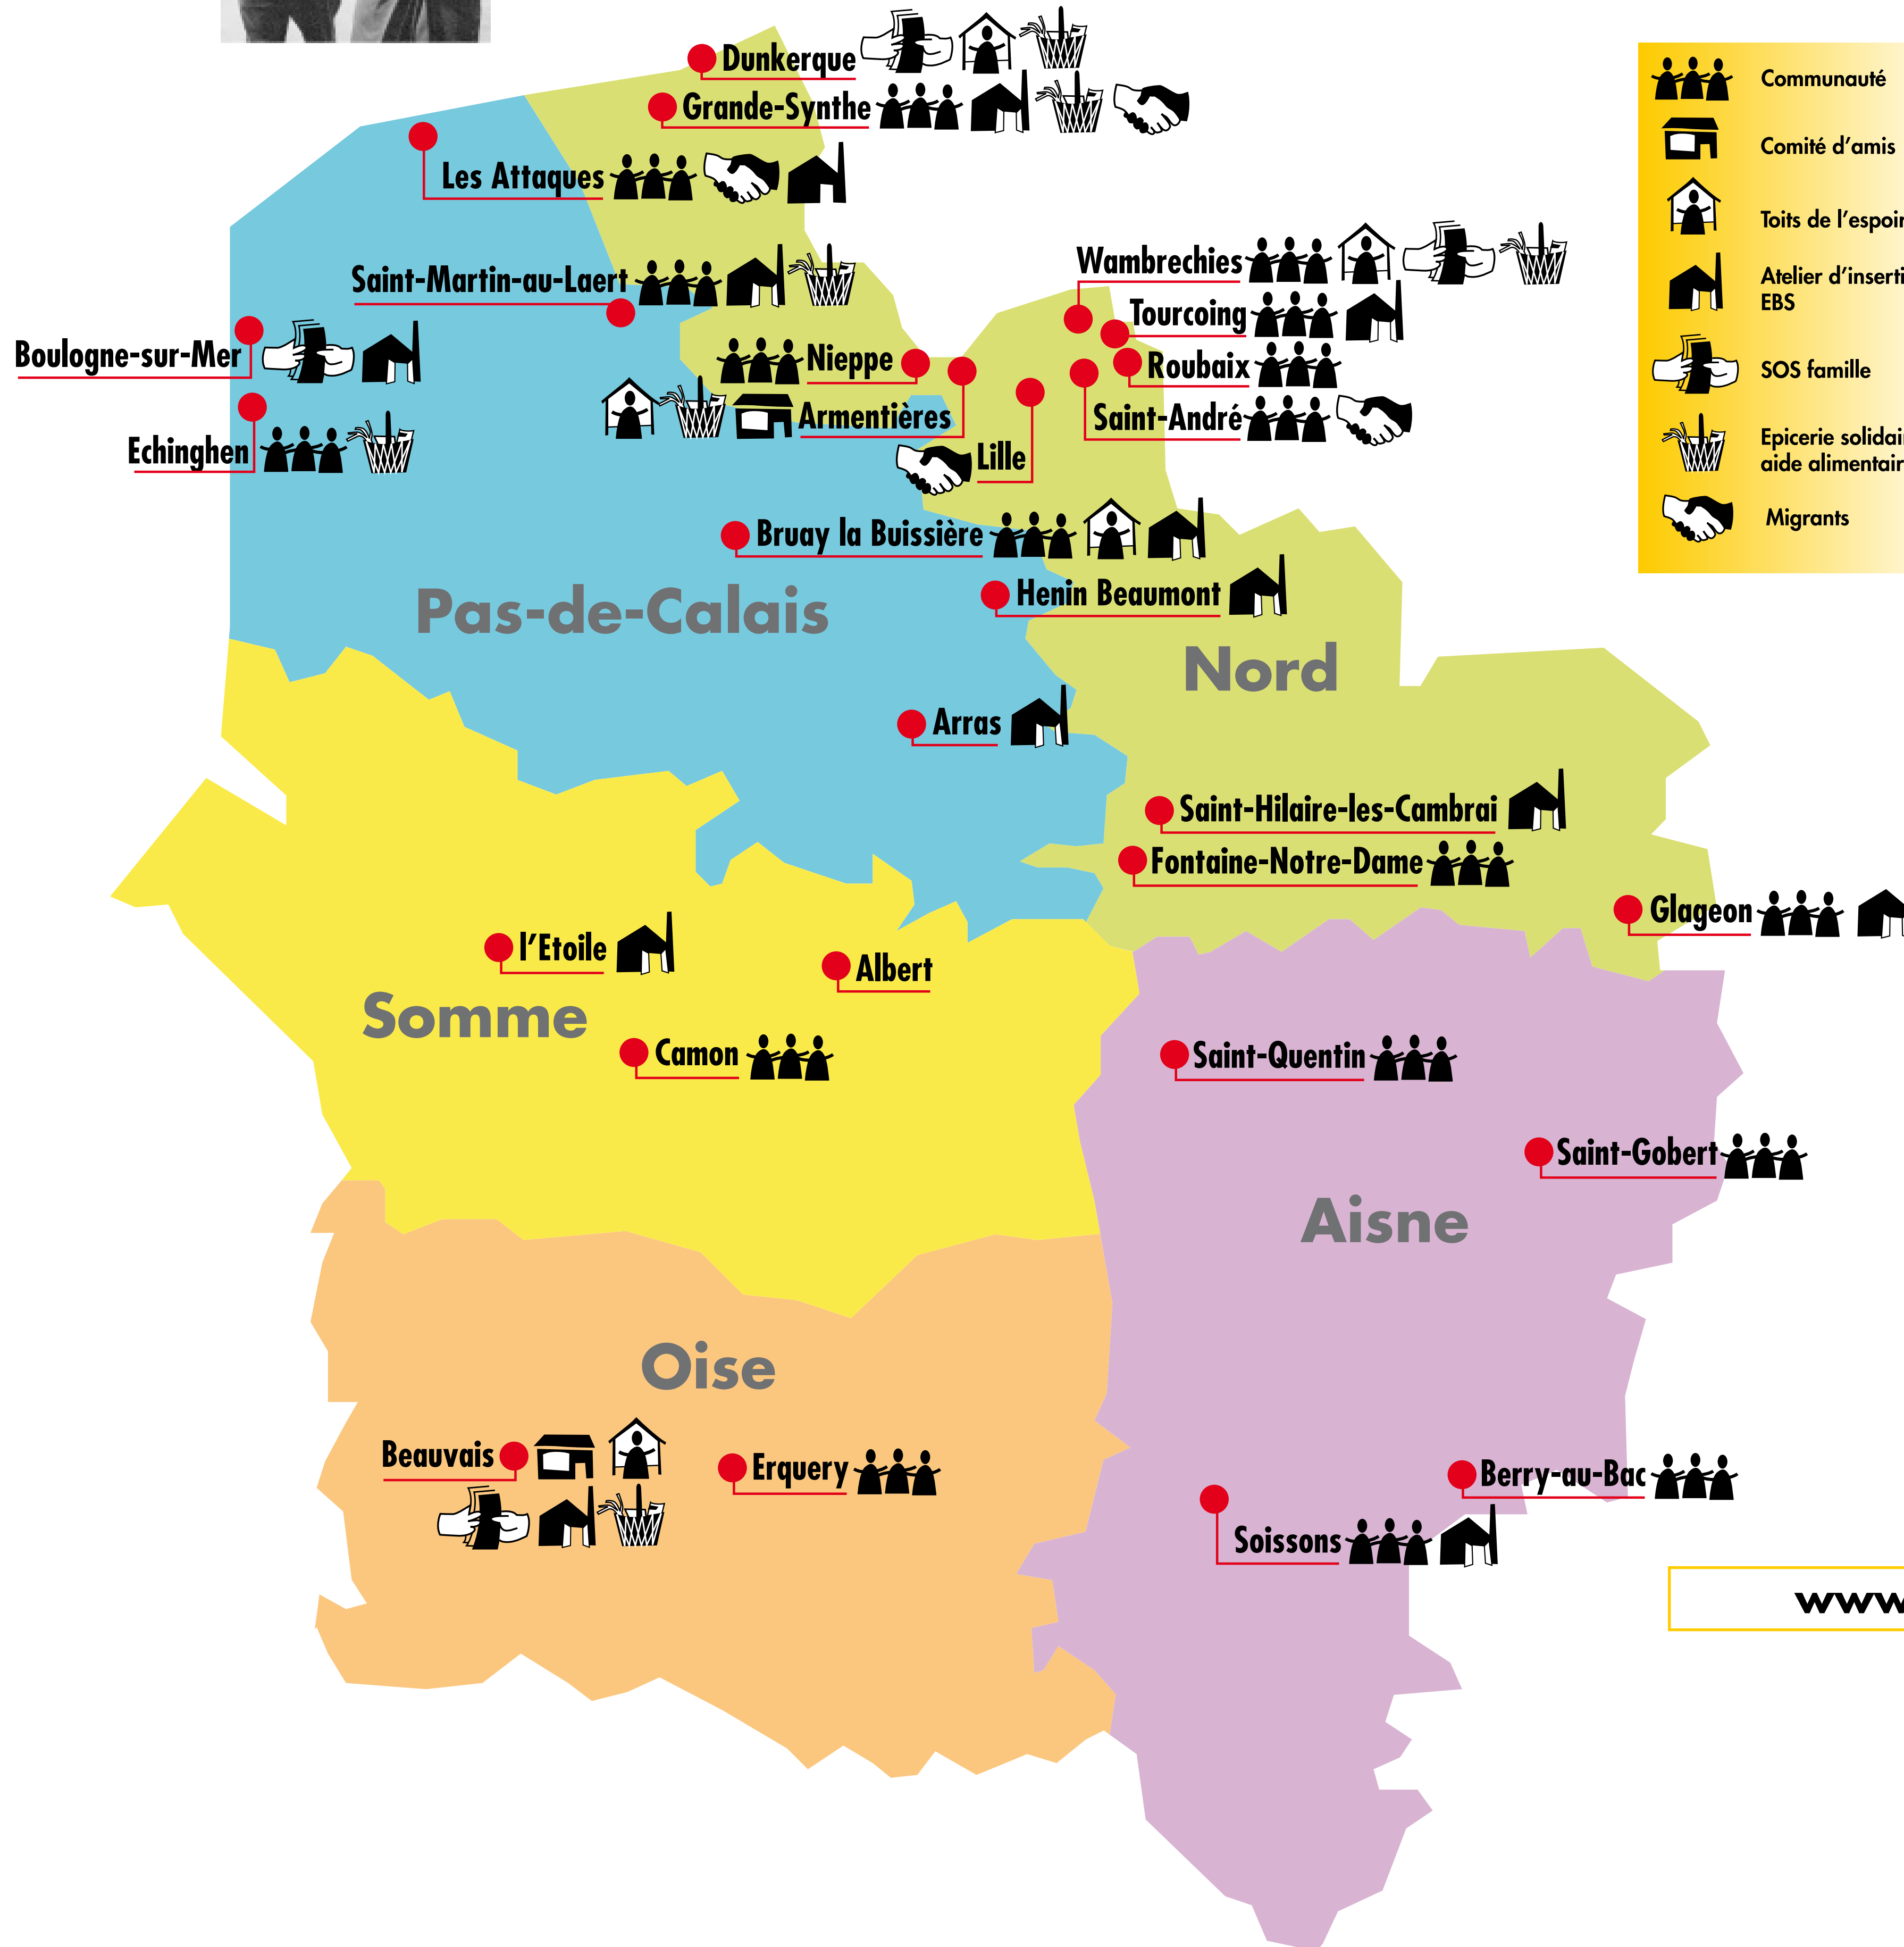 Dunkerque
Grande-Synthe
Les Attaques
Saint-Martin-au-Laert
Boulogne-sur-Mer
Echinghen
Nieppe
Armentières
Lille
Wambrechies
Tourcoing
Roubaix
Saint-André
Bruay la Buissière
Henin Beaumont
Pas-de-Calais
Nord
Arras
Saint-Hilaire-les-Cambrai
Fontaine-Notre-Dame
Glageon
l'Etoile
Albert
Somme
Camon
Saint-Quentin
Saint-Gobert
Aisne
Oise
Beauvais
Erquery
Berry-au-Bac
Soissons
Communauté
Comité d'amis
Toits de l'espoir
Atelier d'inserti
EBS
SOS famille
Epicerie solidai
aide alimentair
Migrants
www